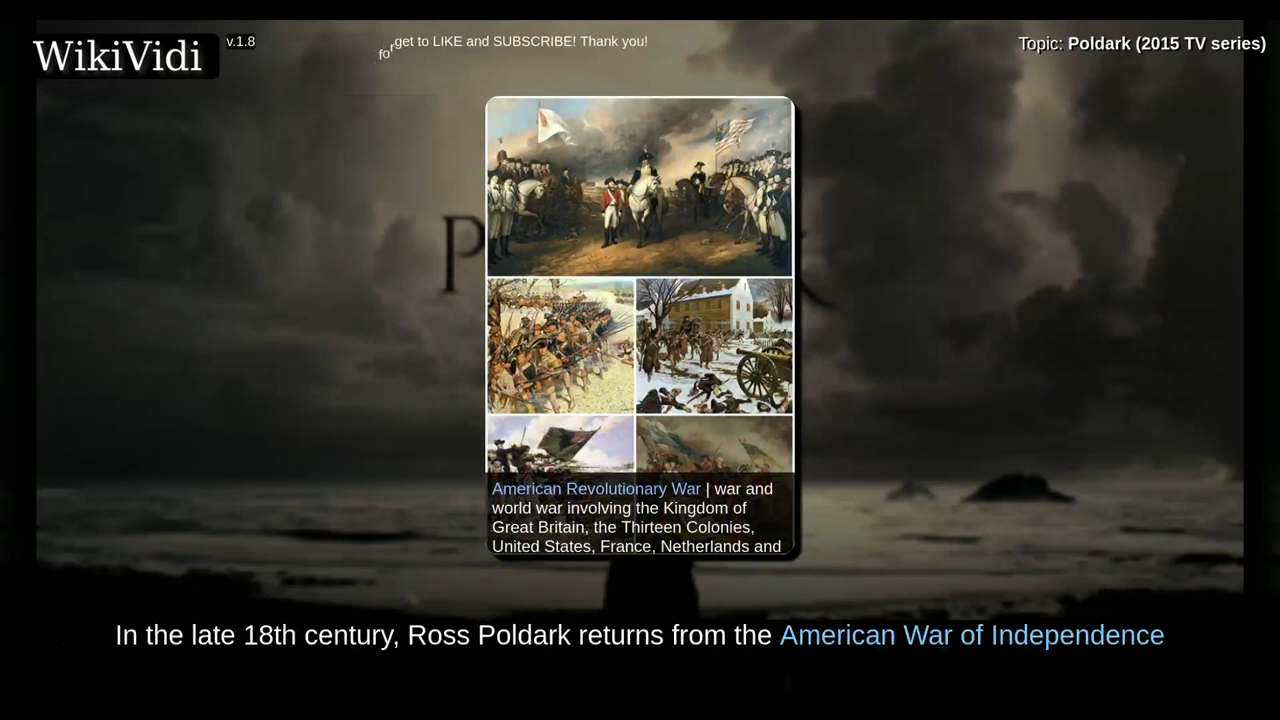 WikiVidi
v.1.8
forget to LIKE and SUBSCRIBE! Thank you!
Topic: Poldark (2015 TV series)
P
American Revolutionary War | war and
world war involving the Kingdom of
Great Britain, the Thirteen Colonies,
United States, France, Netherlands and
In the late 18th century, Ross Poldark returns from the American War of Independence